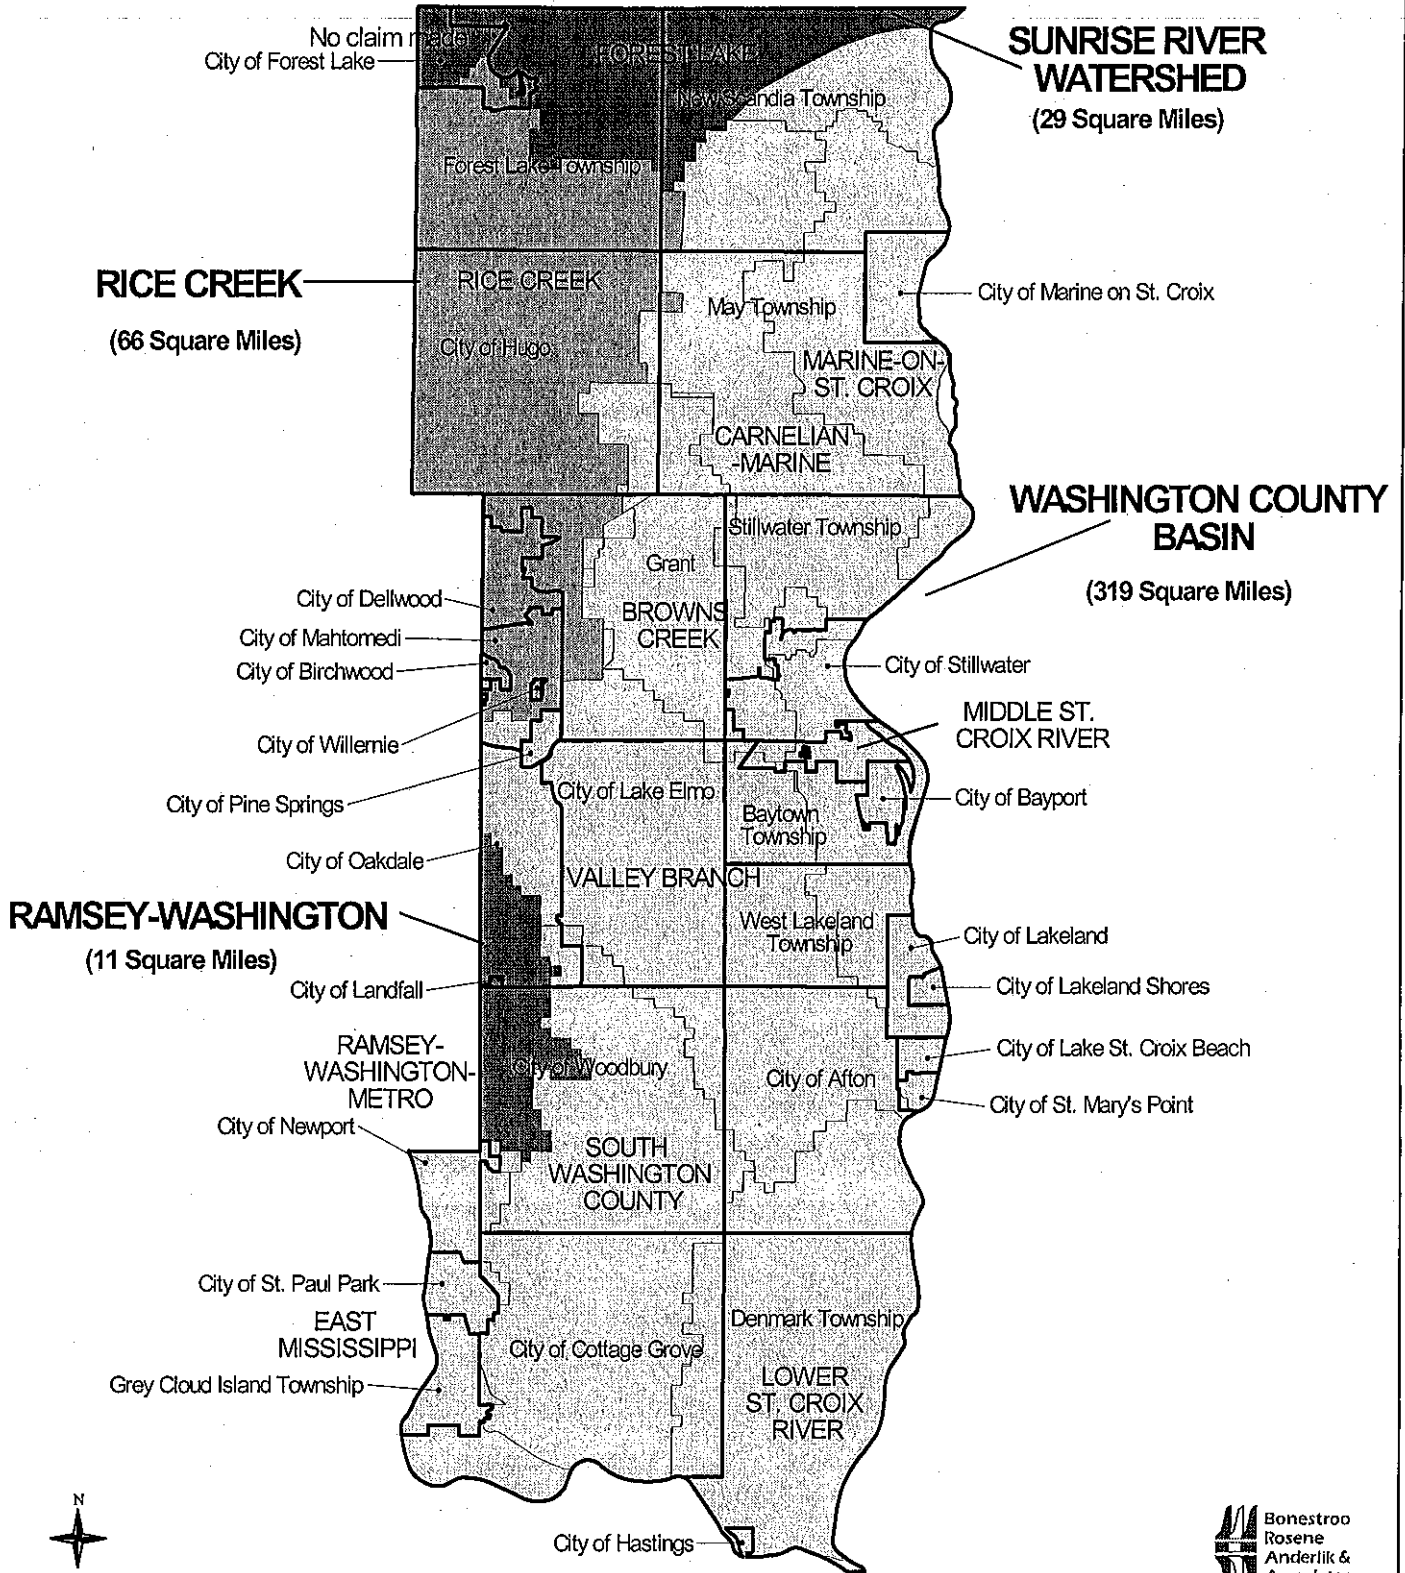 No claim made
City of Forest Lake
FOREST LAKE
SUNRISE RIVER
WATERSHED
(29 Square Miles)
New Scandia Township
Forest Lake Township
RICE CREEK
(66 Square Miles)
RICE CREEK
City of Hugo
May Township
City of Marine on St. Croix
MARINE-ON-
ST. CROIX
CARNELIAN
-MARINE
WASHINGTON COUNTY
BASIN
(319 Square Miles)
Stillwater Township
Grant
BROWNS
CREEK
City of Dellwood
City of Mahtomedi
City of Birchwood
City of Willernie
City of Pine Springs
City of Stillwater
MIDDLE ST.
CROIX RIVER
City of Lake Elmo
City of Bayport
Baytown
Township
City of Oakdale
VALLEY BRANCH
RAMSEY-WASHINGTON
(11 Square Miles)
West Lakeland
Township
City of Lakeland
City of Landfall
City of Lakeland Shores
RAMSEY-
WASHINGTON-
METRO
City of Woodbury
City of Afton
City of Lake St. Croix Beach
City of St. Mary's Point
City of Newport
SOUTH
WASHINGTON
COUNTY
City of St. Paul Park
EAST
MISSISSIPPI
Denmark Township
City of Cottage Grove
Grey Cloud Island Township
LOWER
ST. CROIX
RIVER
N
City of Hastings
Bonestroo
Rosene
Anderlik &